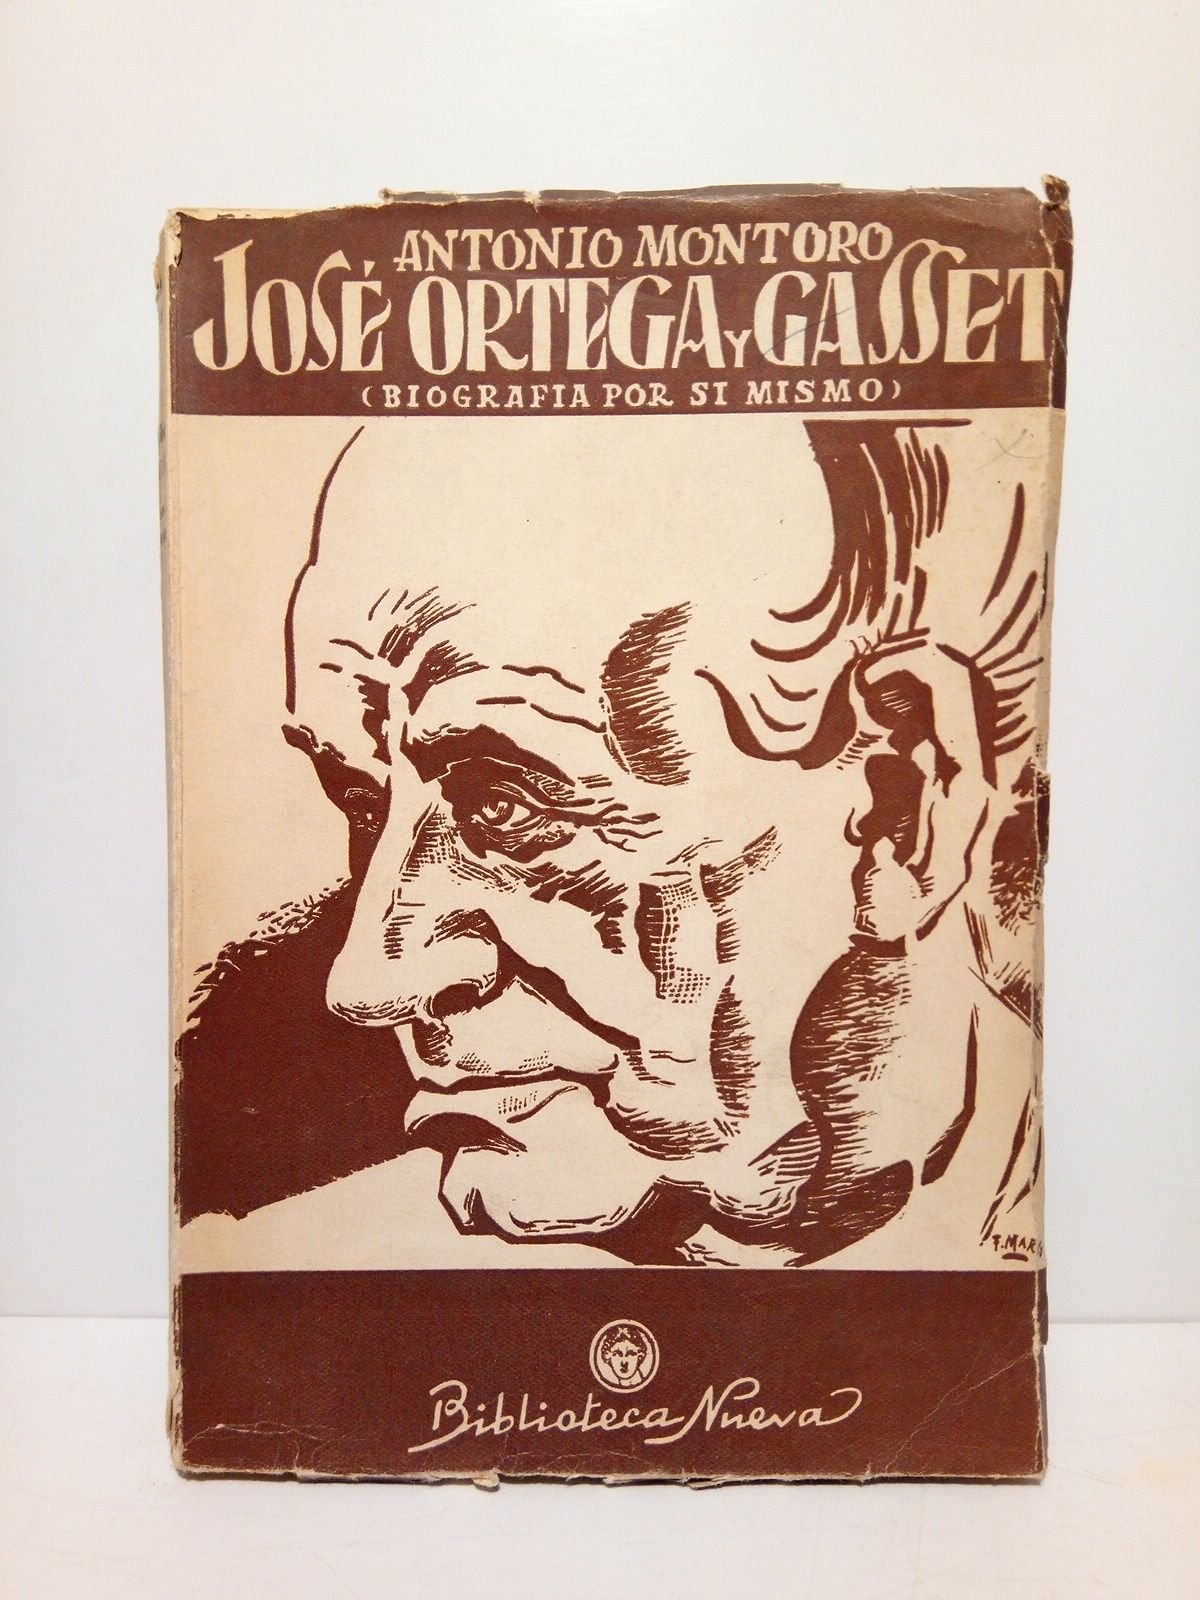 ANTONIO MONTORO
JOSÉ ORTEGA Y GASSET
(BIOGRAFIA POR SI MISMO)
Biblioteca Nueva